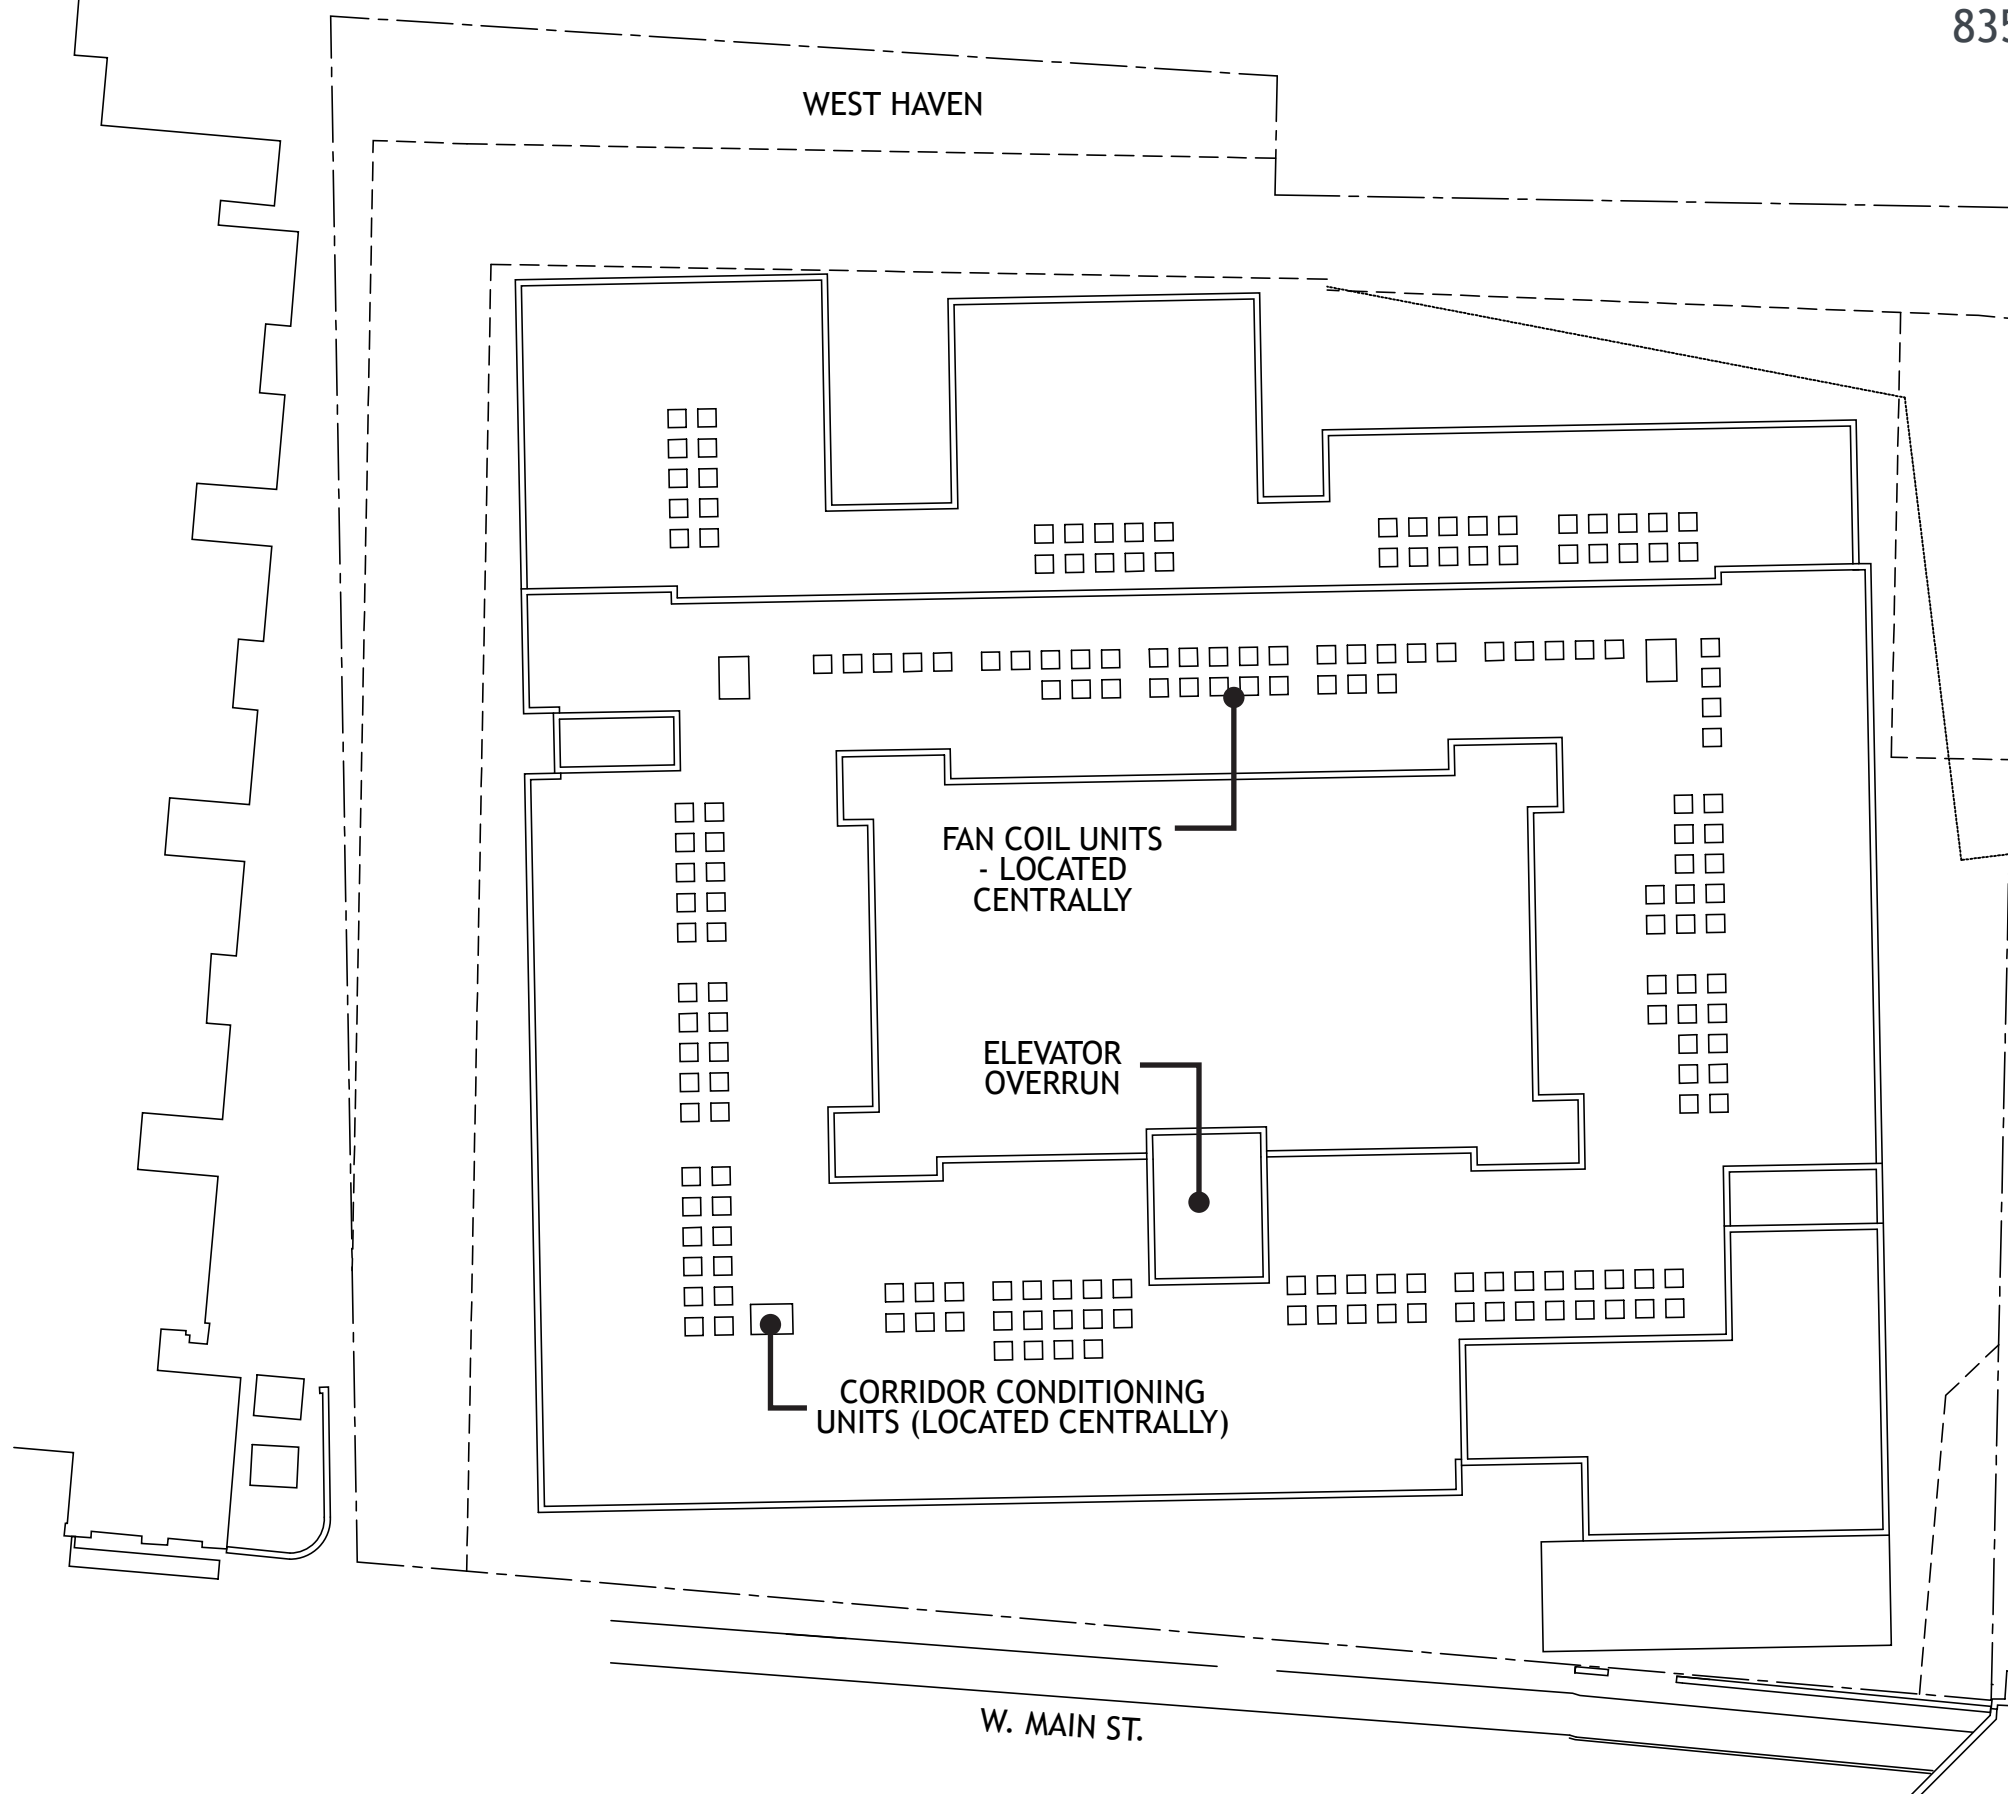 835
WEST HAVEN
FAN COIL UNITS
- LOCATED
CENTRALLY
ELEVATOR
OVERRUN
CORRIDOR CONDITIONING
UNITS (LOCATED CENTRALLY)
W. MAIN ST.